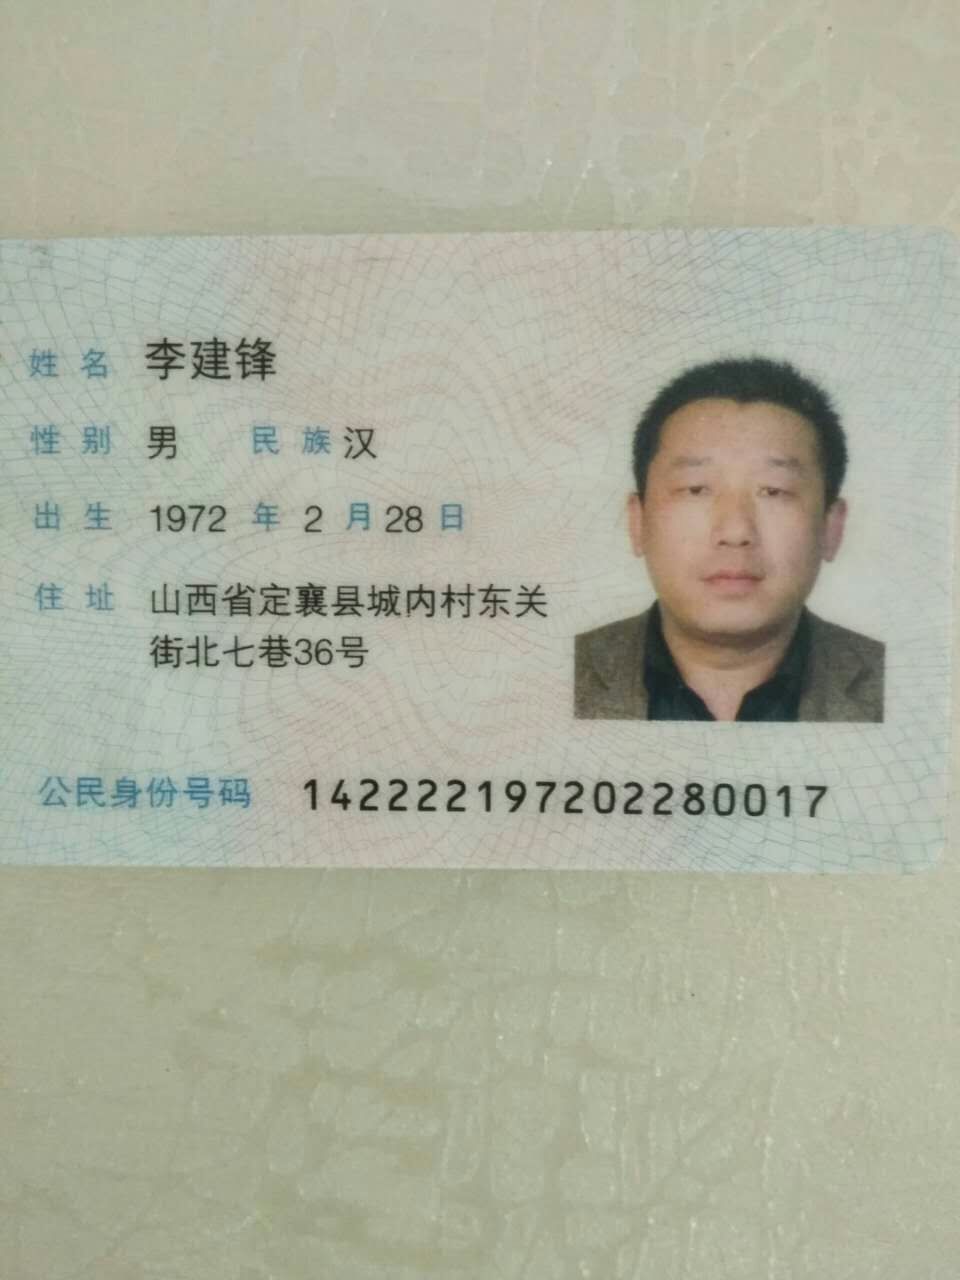 姓名 李建锋
性别 男 民族 汉
出生 1972 年 2 月 28 日
住址 山西省定襄县城内村东关
街北七巷36号
公民身份号码 142222197202280017